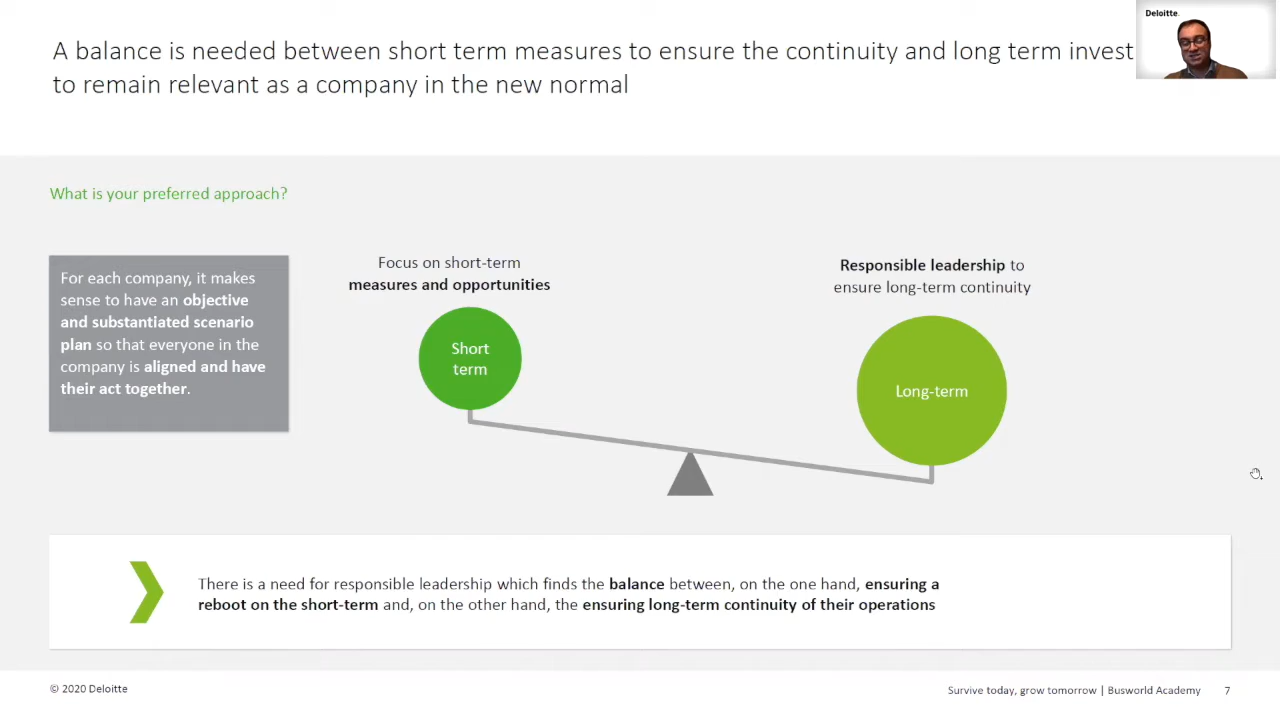 A balance is needed between short term measures to ensure the continuity and long term invest
to remain relevant as a company in the new normal
Deloitte.
What is your preferred approach?
For each company, it makes
sense to have an objective
and substantiated scenario
plan so that everyone in the
company is aligned and have
their act together.
Focus on short-term
measures and opportunities
Short
term
Responsible leadership to
ensure long-term continuity
Long-term
There is a need for responsible leadership which finds the balance between, on the one hand, ensuring a
reboot on the short-term and, on the other hand, the ensuring long-term continuity of their operations
© 2020 Deloitte
Survive today, grow tomorrow | Busworld Academy
7